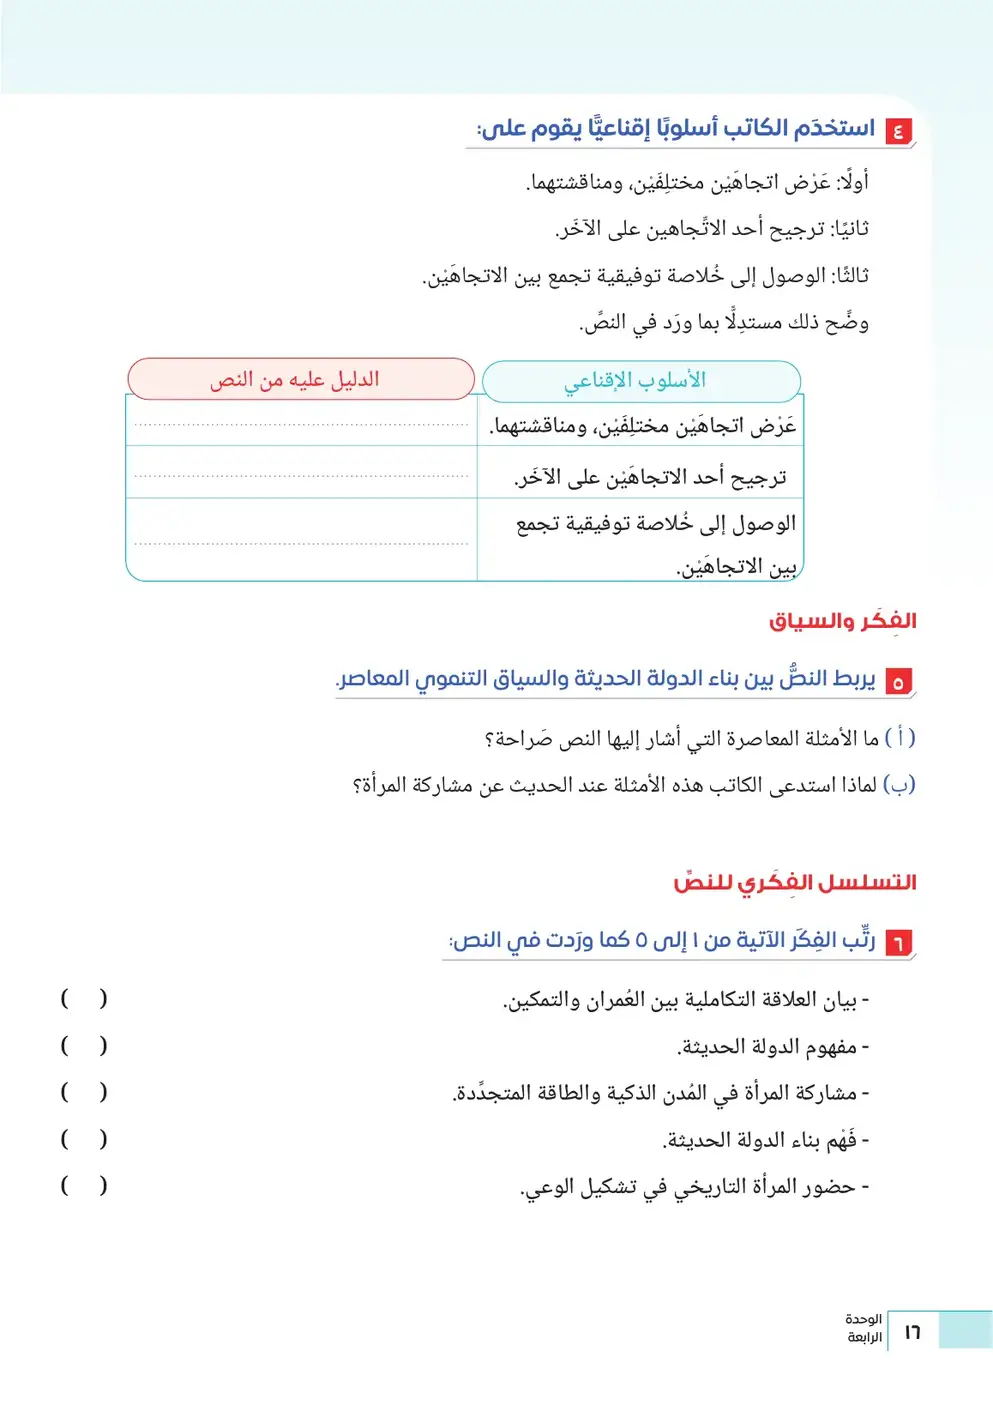 ٤ استخدَم الكاتب أسلوبًا إقناعيًّا يقوم على:
أولًا: عَرْض اتجاهَيْن مختلِفَيْن، ومناقشتهما.
ثانيًا: ترجيح أحد الاتِّجاهين على الآخَر.
ثالثًا: الوصول إلى خُلاصة توفيقية تجمع بين الاتجاهَيْن.
وضَّح ذلك مستدِلًّا بما ورَد في النصِّ.
الأسلوب الإقناعي الدليل عليه من النص
عَرْض اتجاهَيْن مختلِفَيْن، ومناقشتهما.
ترجيح أحد الاتجاهَيْن على الآخَر.
الوصول إلى خُلاصة توفيقية تجمع
بين الاتجاهَيْن.
الفِكَر والسياق
٥ يربط النصُّ بين بناء الدولة الحديثة والسياق التنموي المعاصر.
(أ) ما الأمثلة المعاصرة التي أشار إليها النص صَراحة؟
(ب) لماذا استدعى الكاتب هذه الأمثلة عند الحديث عن مشاركة المرأة؟
التسلسل الفِكَري للنصِّ
٦ رتِّب الفِكَر الآتية من ١ إلى ٥ كما ورَدت في النص:
- بيان العلاقة التكاملية بين العُمران والتمكين. ( )
- مفهوم الدولة الحديثة. ( )
- مشاركة المرأة في المُدن الذكية والطاقة المتجدِّدة. ( )
- فَهْم بناء الدولة الحديثة. ( )
- حضور المرأة التاريخي في تشكيل الوعي. ( )
الوحدة
الرابعة
١٦